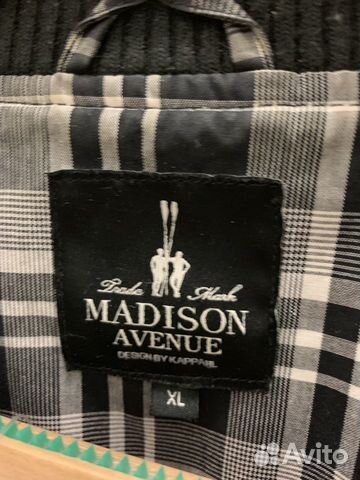 Trade Mark
MADISON
AVENUE
DESIGN BY KAPPAHL
XL
Avito